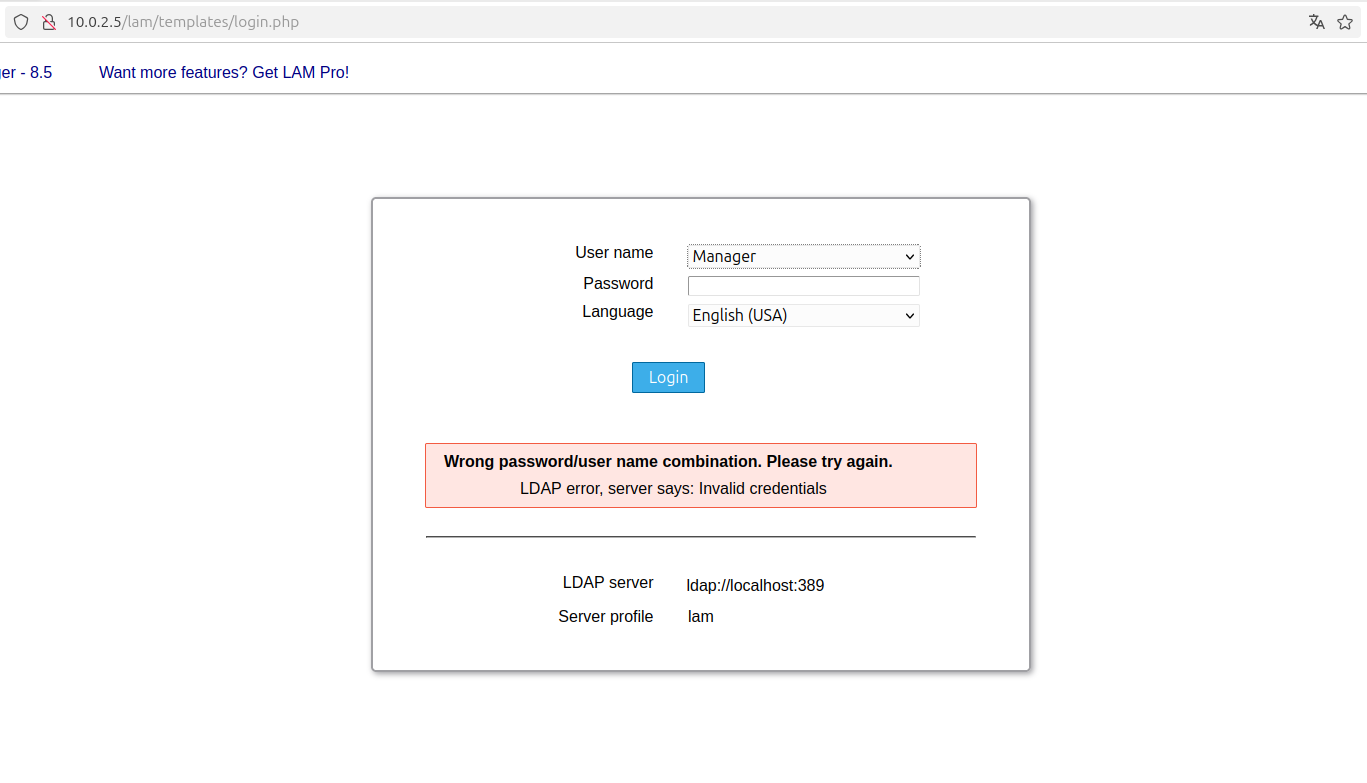 10.0.2.5/lam/templates/login.php
er - 8.5 Want more features? Get LAM Pro!
User name Manager
Password
Language English (USA)
Login
Wrong password/user name combination. Please try again.
LDAP error, server says: Invalid credentials
LDAP server ldap://localhost:389
Server profile lam